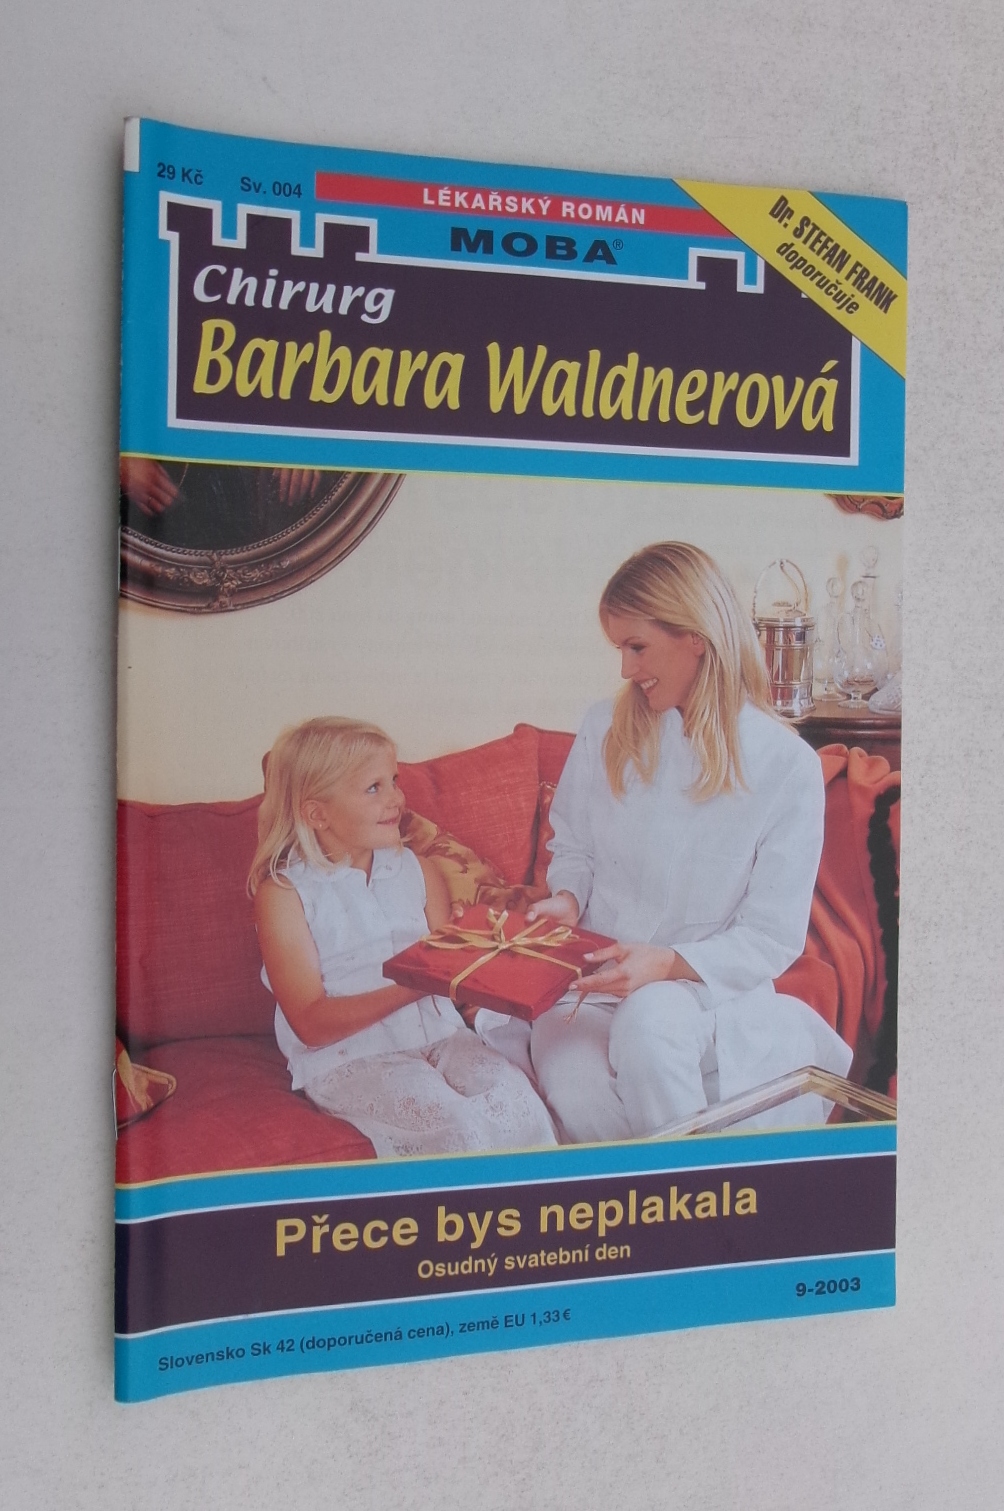 29 Kč Sv. 004
LÉKAŘSKÝ ROMÁN
MOBA®
Dr. STEFAN FRANK
doporučuje
Chirurg
Barbara Waldnerová
Přece bys neplakala
Osudný svatební den
9-2003
Slovensko Sk 42 (doporučená cena), země EU 1,33 €